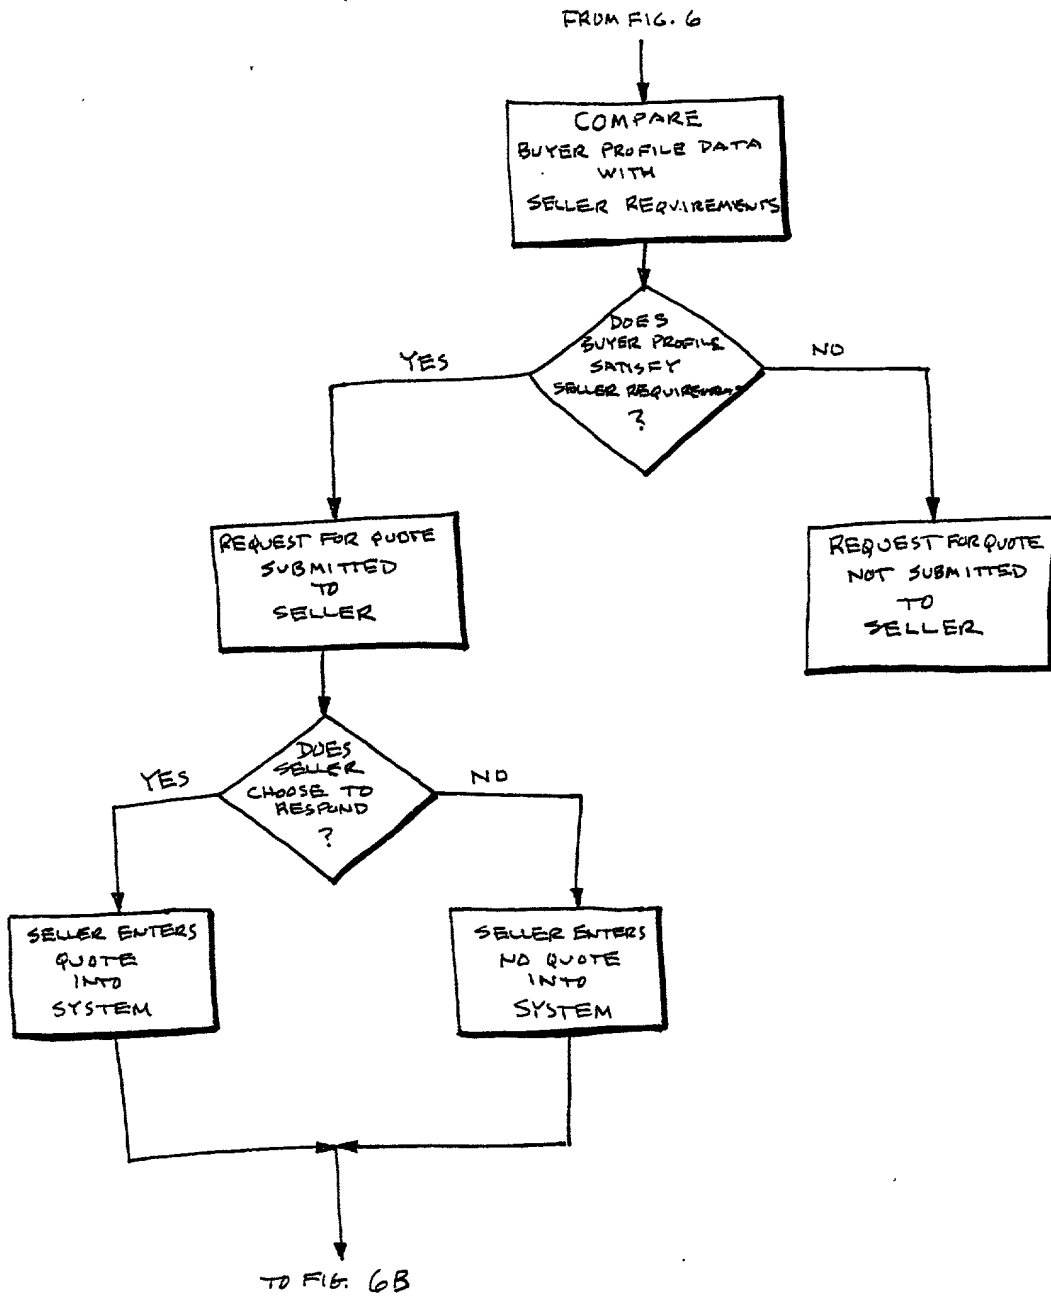 FROM FIG. 6
COMPARE
BUYER PROFILE DATA
WITH
SELLER REQUIREMENTS
DOES
BUYER PROFILE
SATISFY
SELLER REQUIREMENTS
?
YES
NO
REQUEST FOR QUOTE
SUBMITTED
TO
SELLER
REQUEST FOR QUOTE
NOT SUBMITTED
TO
SELLER
DOES
SELLER
CHOOSE TO
RESPOND
?
YES
NO
SELLER ENTERS
QUOTE
INTO
SYSTEM
SELLER ENTERS
NO QUOTE
INTO
SYSTEM
TO FIG. 6B